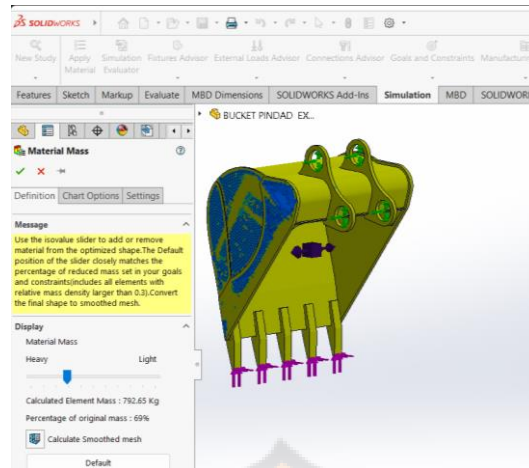 SOLIDWORKS
New Study
Apply Material
Simulation Evaluator
Fixtures Advisor
External Loads Advisor
Connections Advisor
Goals and Constraints
Manufacturing
Features
Sketch
Markup
Evaluate
MBD Dimensions
SOLIDWORKS Add-Ins
Simulation
MBD
SOLIDWOR
BUCKET PINDAD EX...
Material Mass
Definition
Chart Options
Settings
Message
Use the isovalue slider to add or remove
material from the optimized shape.The Default
position of the slider closely matches the
percentage of reduced mass set in your goals
and constraints(includes all elements with
relative mass density larger than 0.3).Convert
the final shape to smoothed mesh.
Display
Material Mass
Heavy
Light
Calculated Element Mass : 792.65 Kg
Percentage of original mass : 69%
Calculate Smoothed mesh
Default